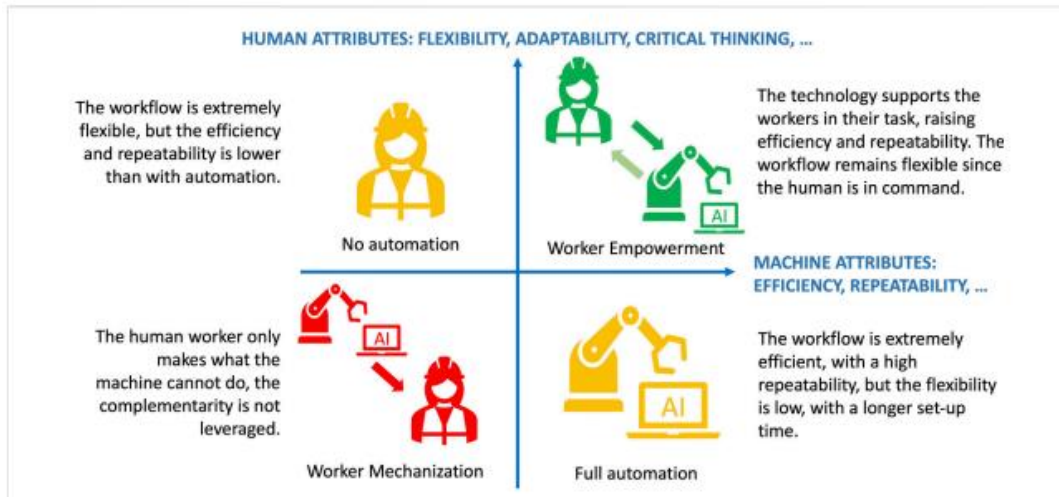 HUMAN ATTRIBUTES: FLEXIBILITY, ADAPTABILITY, CRITICAL THINKING, ...
The workflow is extremely
flexible, but the efficiency
and repeatability is lower
than with automation.
No automation
The technology supports the
workers in their task, raising
efficiency and repeatability. The
workflow remains flexible since
the human is in command.
AI
Worker Empowerment
MACHINE ATTRIBUTES:
EFFICIENCY, REPEATABILITY, ...
The human worker only
makes what the
machine cannot do, the
complementarity is not
leveraged.
AI
Worker Mechanization
AI
Full automation
The workflow is extremely
efficient, with a high
repeatability, but the flexibility
is low, with a longer set-up
time.